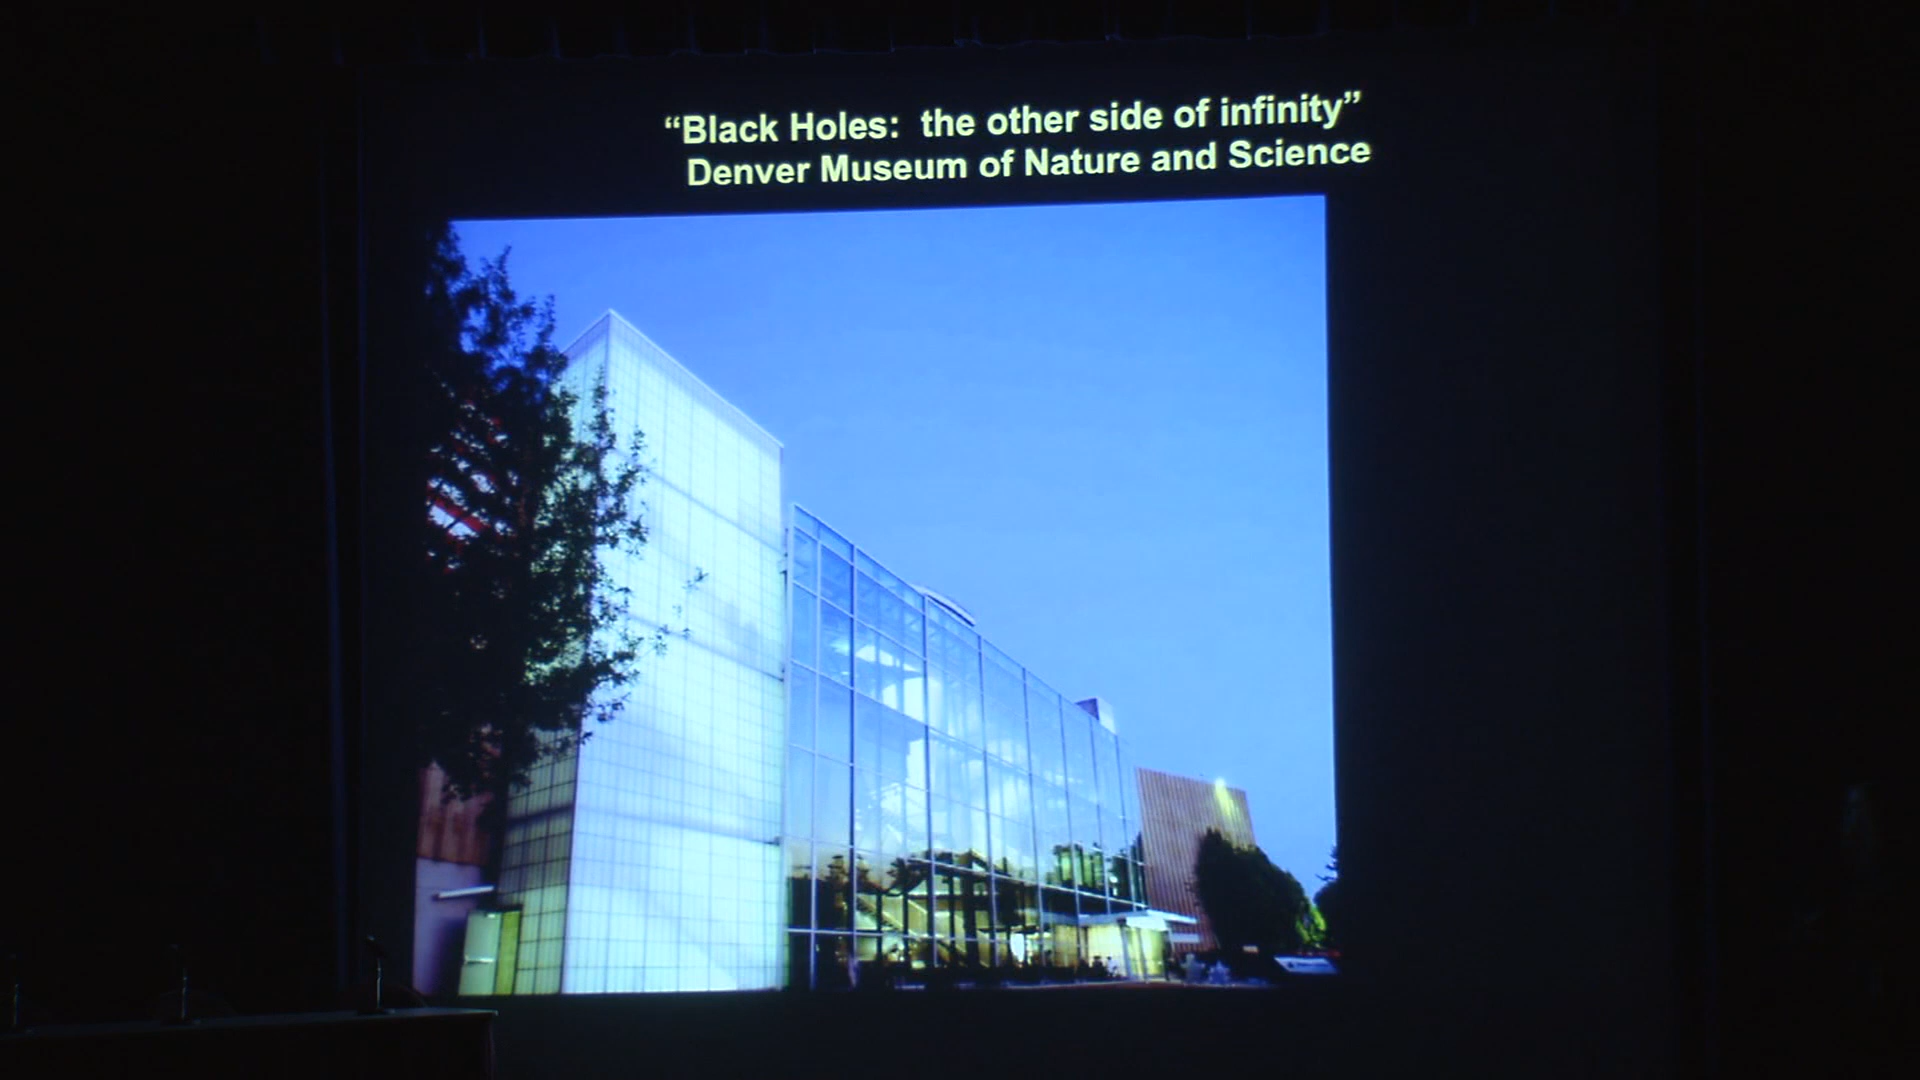 “Black Holes:  the other side of infinity”
Denver Museum of Nature and Science